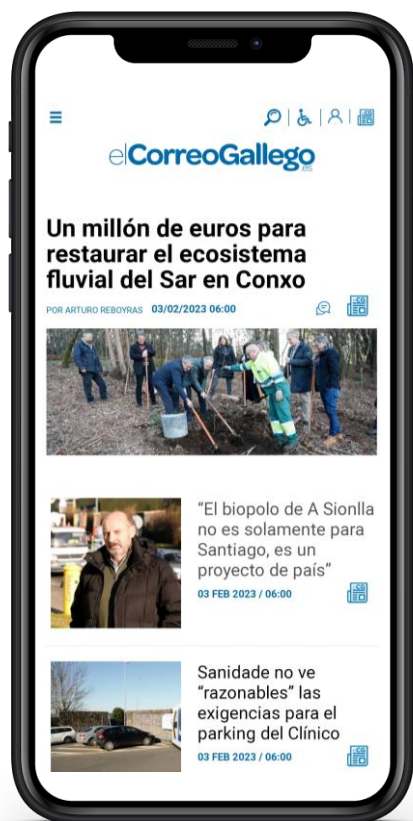 elCorreoGallego
.es
Un millón de euros para
restaurar el ecosistema
fluvial del Sar en Conxo
POR ARTURO REBOYRAS 03/02/2023 06:00
“El biopolo de A Sionlla
no es solamente para
Santiago, es un
proyecto de país”
03 FEB 2023 / 06:00
Sanidade no ve
“razonables” las
exigencias para el
parking del Clínico
03 FEB 2023 / 06:00